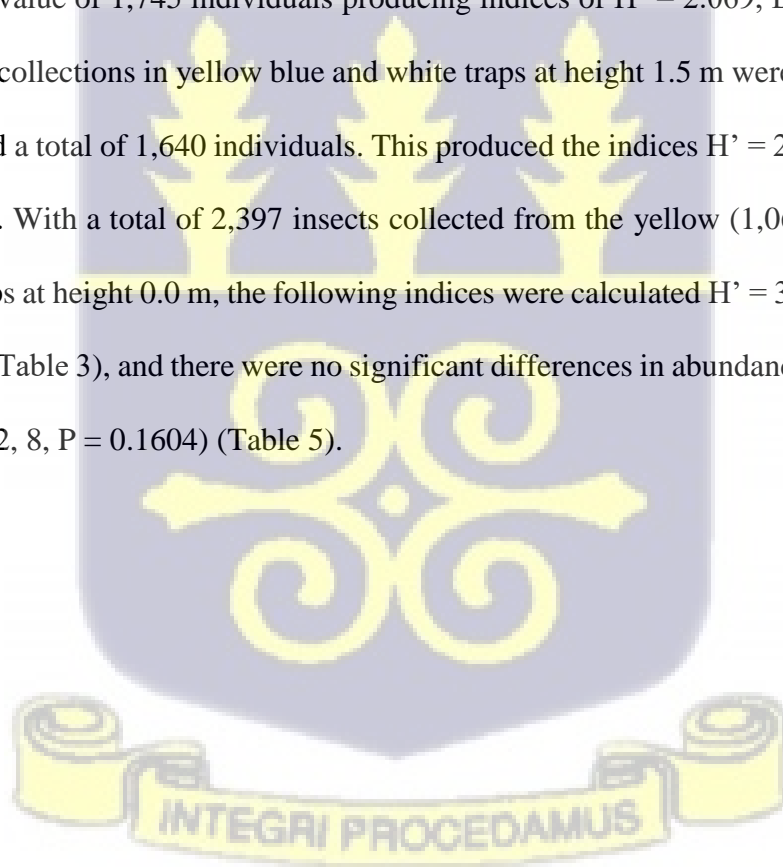 value of 1,745 individuals producing indices of H’ = 2.069,
collections in yellow blue and white traps at height 1.5 m were
a total of 1,640 individuals. This produced the indices H’ = 2
. With a total of 2,397 insects collected from the yellow (1,0
at height 0.0 m, the following indices were calculated H’ = 3
Table 3), and there were no significant differences in abundanc
2, 8, P = 0.1604) (Table 5).
INTEGRI PROCEDAMUS